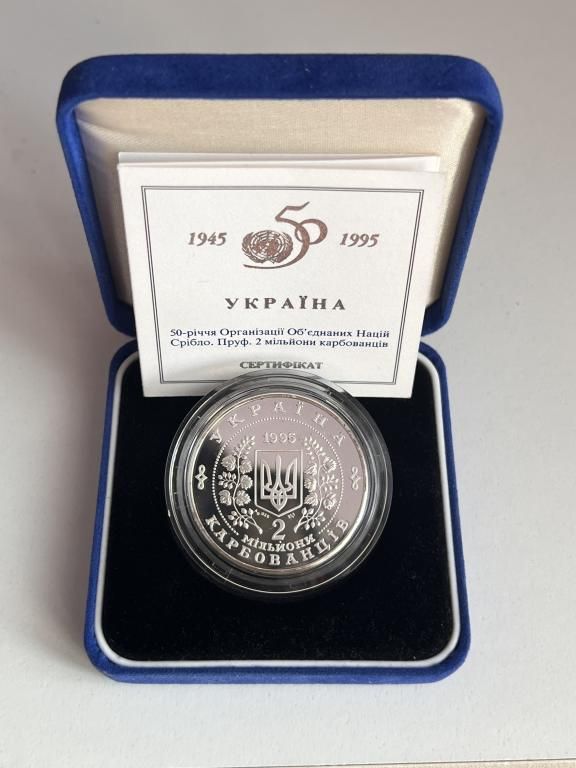 1945 50 1995
УКРАЇНА
50-річчя Організації Об'єднаних Націй
Срібло. Пруф. 2 мільйони карбованців
СЕРТИФІКАТ
УКРАЇНА
1995
2
МІЛЬЙОНИ
КАРБОВАНЦІВ